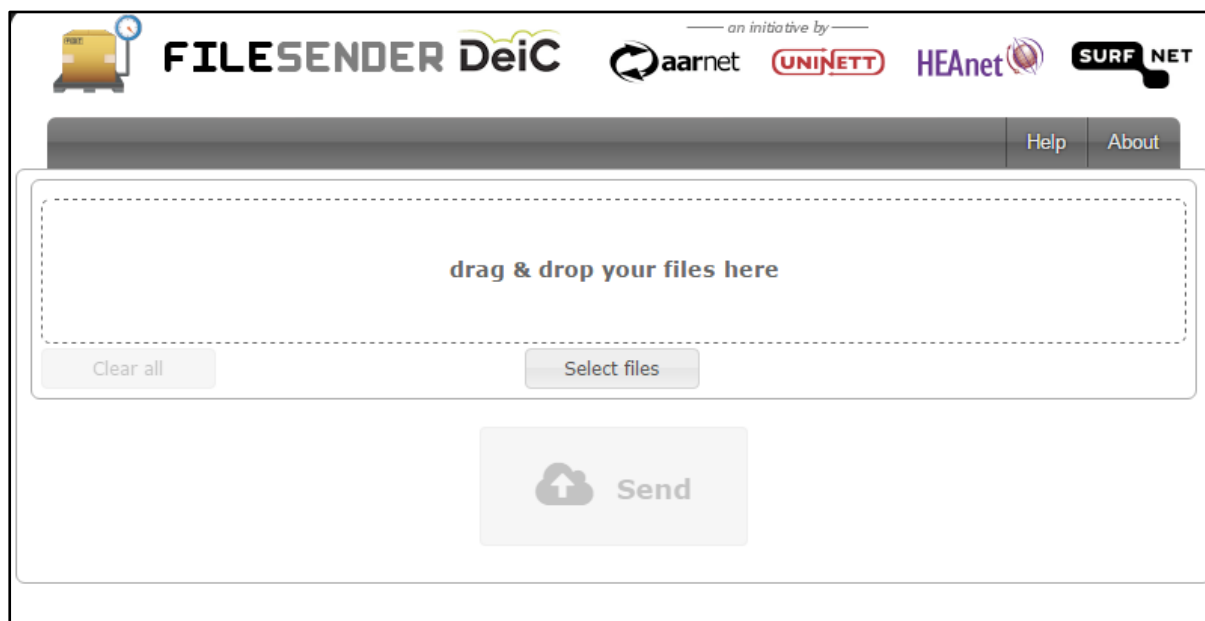 an initiative by
FILESENDER DeiC aarnet UNINETT HEAnet SURF NET
Help About
drag & drop your files here
Clear all Select files
Send